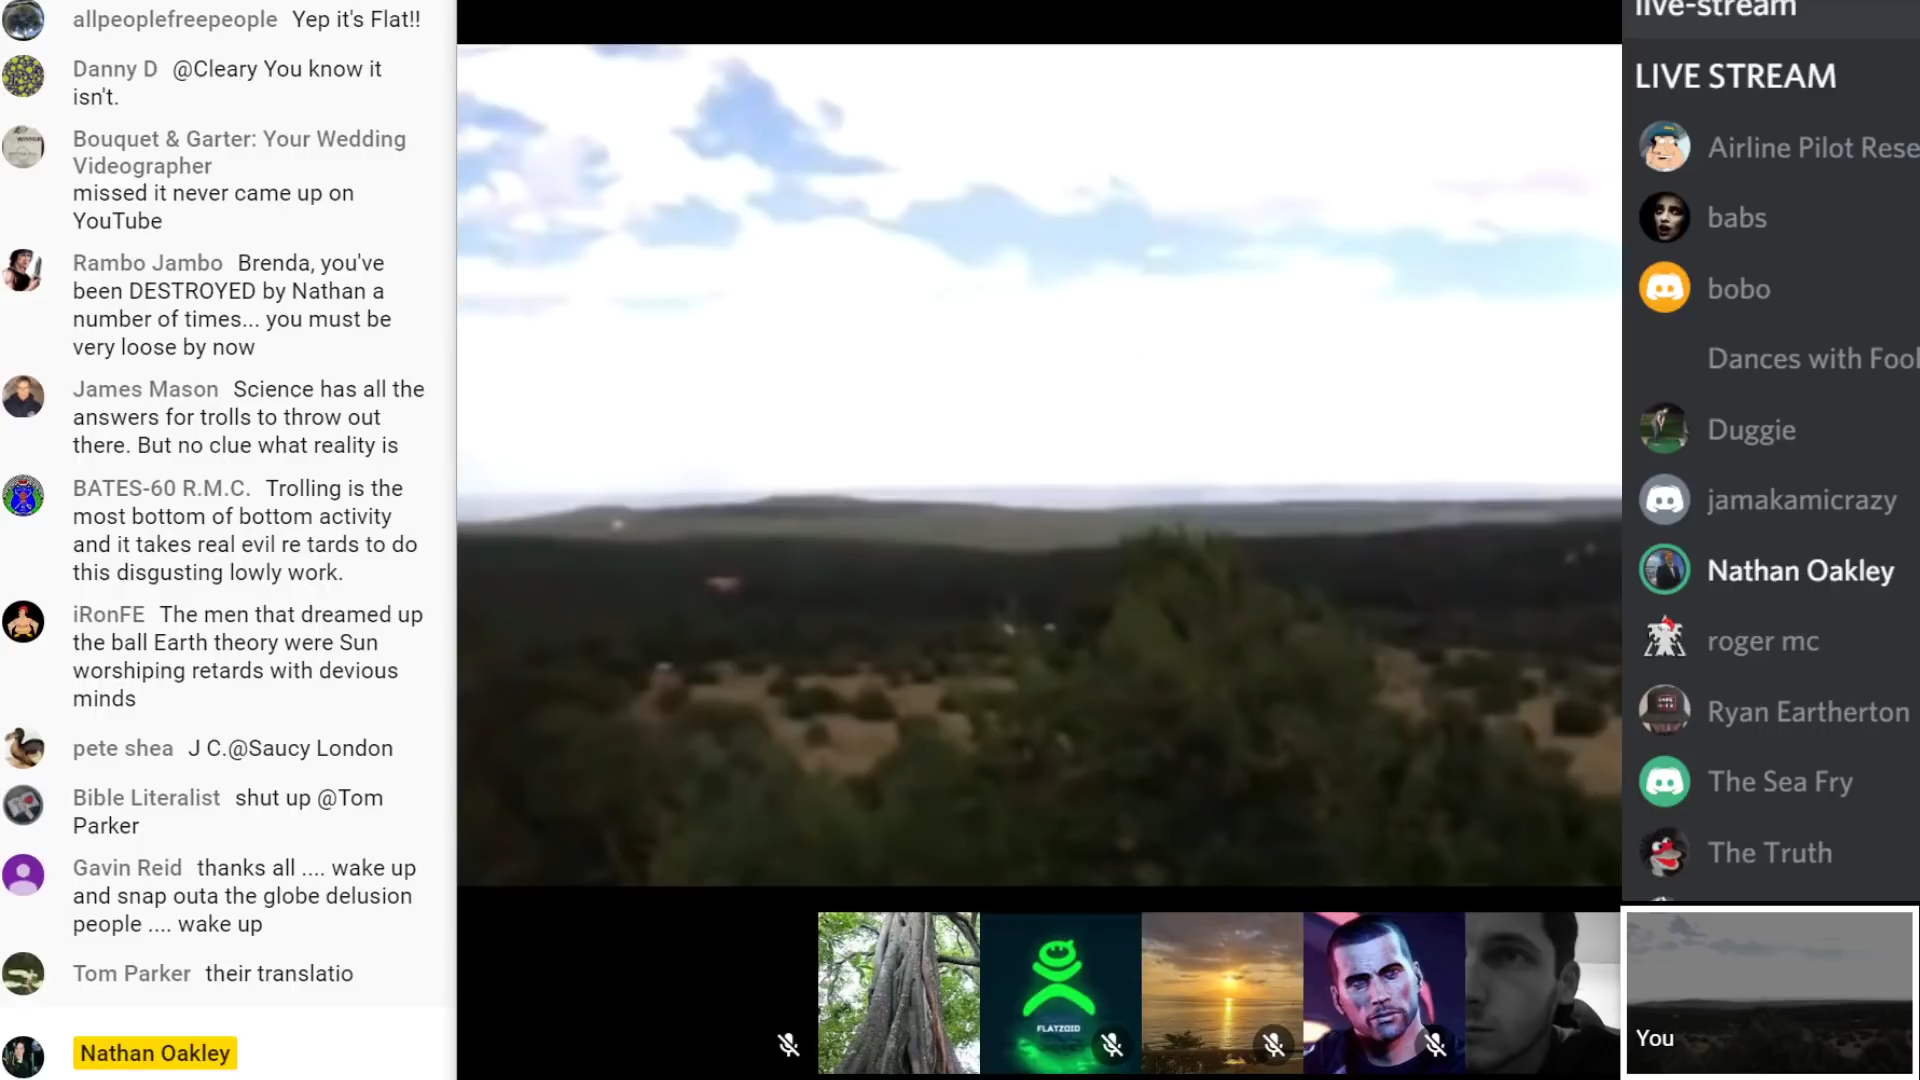 allpeoplefreepeople Yep it's Flat!!
Danny D @Cleary You know it
isn't.
Bouquet & Garter: Your Wedding
Videographer
missed it never came up on
YouTube
Rambo Jambo Brenda, you've
been DESTROYED by Nathan a
number of times... you must be
very loose by now
James Mason Science has all the
answers for trolls to throw out
there. But no clue what reality is
BATES-60 R.M.C. Trolling is the
most bottom of bottom activity
and it takes real evil re tards to do
this disgusting lowly work.
iRonFE The men that dreamed up
the ball Earth theory were Sun
worshiping retards with devious
minds
pete shea J C.@Saucy London
Bible Literalist shut up @Tom
Parker
Gavin Reid thanks all .... wake up
and snap outa the globe delusion
people .... wake up
Tom Parker their translatio
Nathan Oakley
FLATZOID
You
live-stream
LIVE STREAM
Airline Pilot Rese
babs
bobo
Dances with Fool
Duggie
jamakamicrazy
Nathan Oakley
roger mc
Ryan Eartherton
The Sea Fry
The Truth